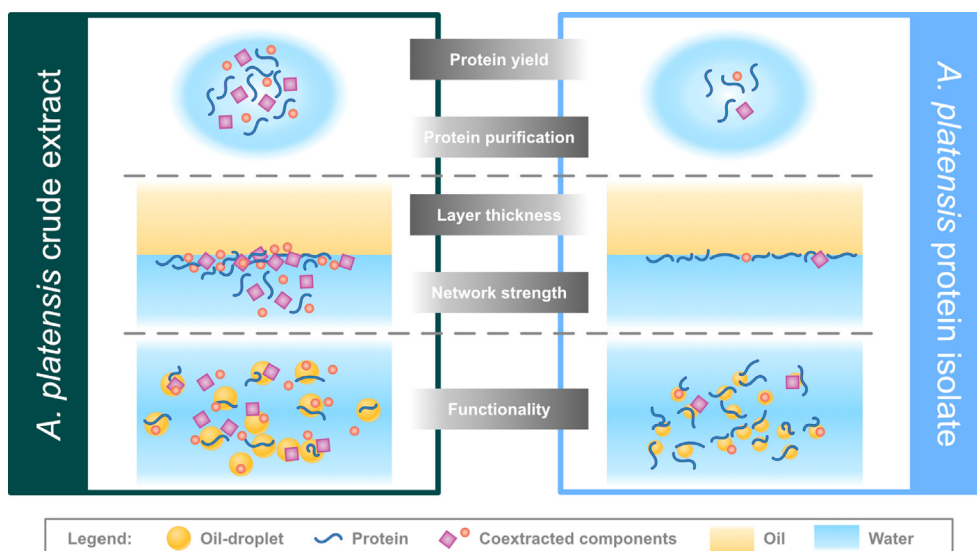 A. platensis crude extract
Protein yield
Protein purification
Layer thickness
Network strength
Functionality
A. platensis protein isolate
Legend: Oil-droplet Protein Coextracted components Oil Water